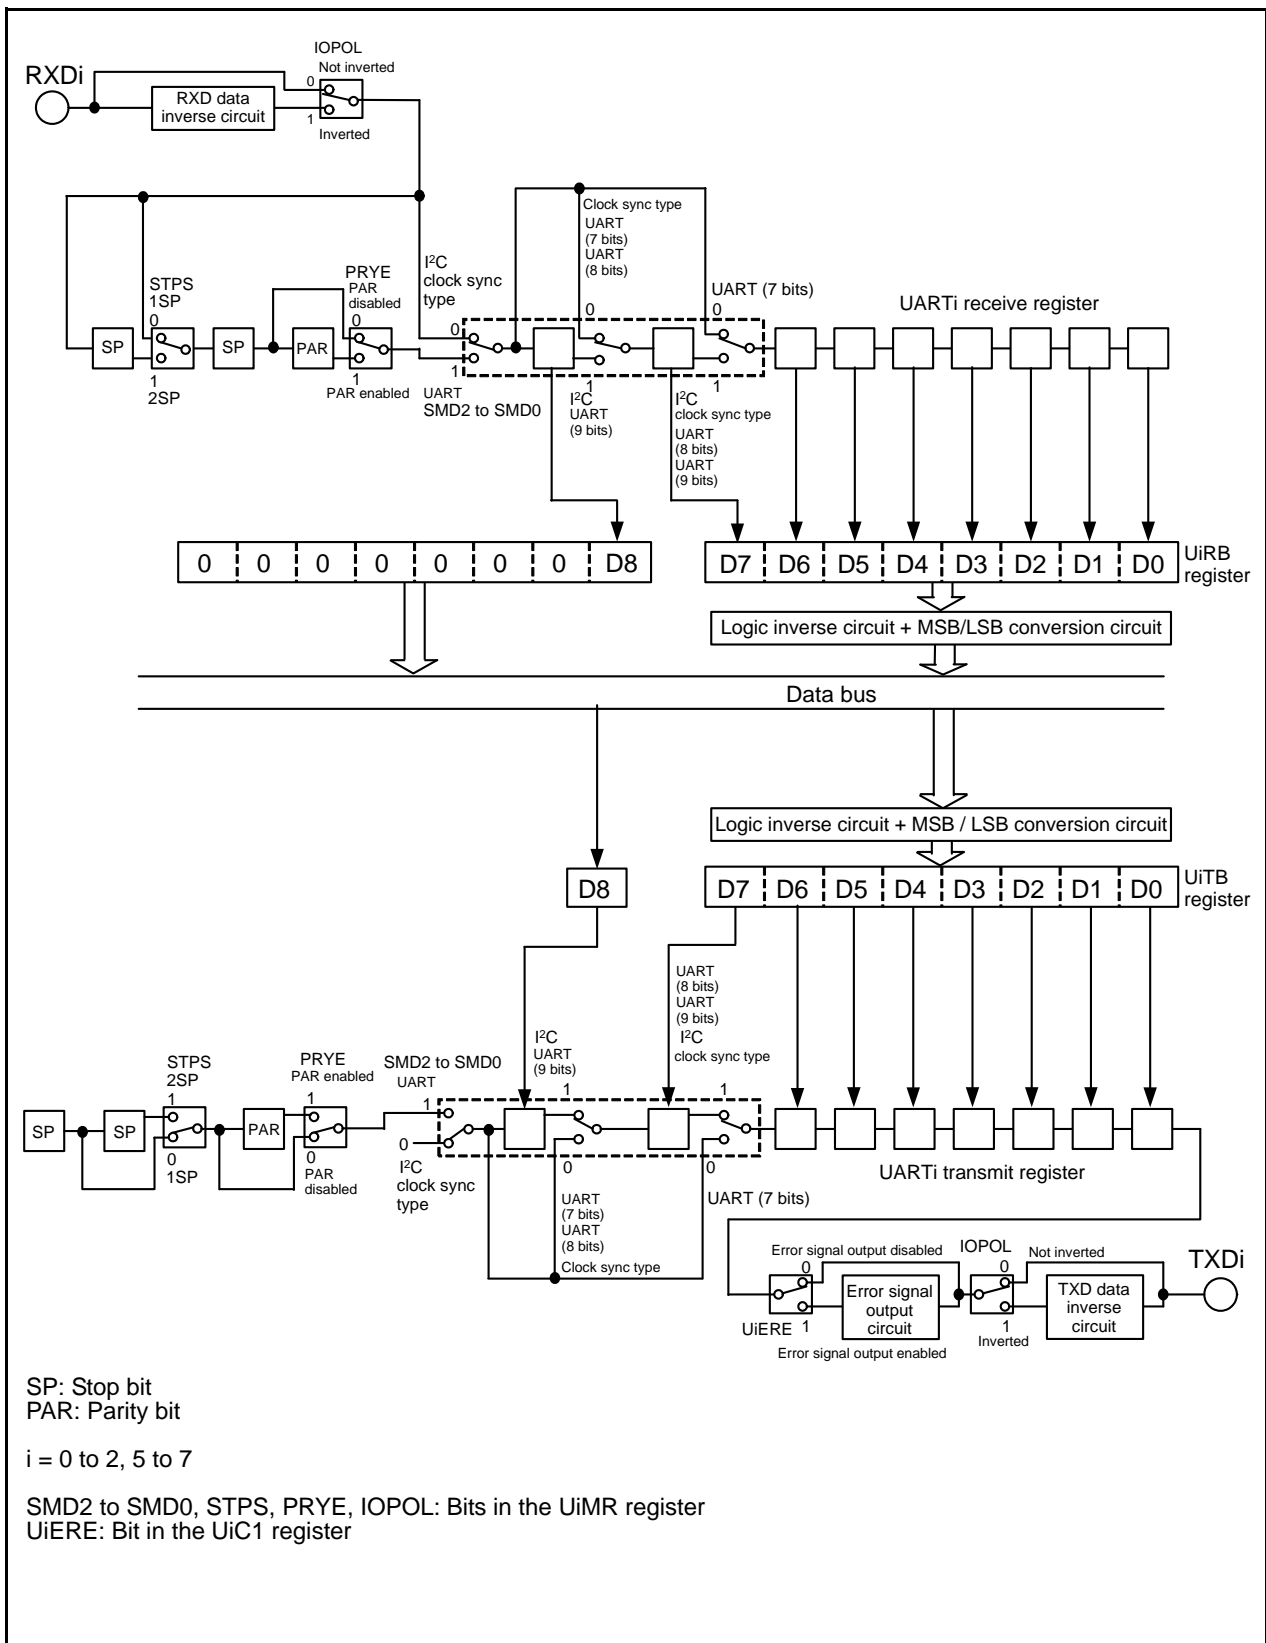 IOPOL
Not inverted
RXDi
0
RXD data
inverse circuit
1
Inverted
Clock sync type
UART
(7 bits)
UART
(8 bits)
I²C
clock sync
type
STPS
1SP
0
PRYE
PAR
disabled
0
UART (7 bits)
UARTi receive register
0
0
0
SP
SP
PAR
1
2SP
1
PAR enabled
1
UART
SMD2 to SMD0
1
I²C
UART
(9 bits)
1
I²C
clock sync type
UART
(8 bits)
UART
(9 bits)
0 0 0 0 0 0 0 D8
D7 D6 D5 D4 D3 D2 D1 D0
UiRB
register
Logic inverse circuit + MSB/LSB conversion circuit
Data bus
Logic inverse circuit + MSB / LSB conversion circuit
D8
D7 D6 D5 D4 D3 D2 D1 D0
UiTB
register
UART
(8 bits)
UART
(9 bits)
I²C
clock sync type
I²C
UART
(9 bits)
STPS
2SP
1
PRYE
PAR enabled
1
SMD2 to SMD0
UART
1
1
1
SP
SP
PAR
0
0
1SP
0
PAR
disabled
I²C
clock sync
type
0
0
UART
(7 bits)
UART
(8 bits)
Clock sync type
UART (7 bits)
UARTi transmit register
Error signal output disabled
0
IOPOL
0
Not inverted
TXDi
Error signal
output
circuit
TXD data
inverse
circuit
UiERE 1
Error signal output enabled
1
Inverted
SP: Stop bit
PAR: Parity bit
i = 0 to 2, 5 to 7
SMD2 to SMD0, STPS, PRYE, IOPOL: Bits in the UiMR register
UiERE: Bit in the UiC1 register